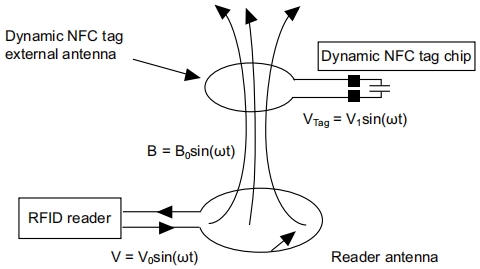 Dynamic NFC tag
external antenna
Dynamic NFC tag chip
V_Tag = V₁sin(ωt)
B = B₀sin(ωt)
RFID reader
V = V₀sin(ωt)
Reader antenna